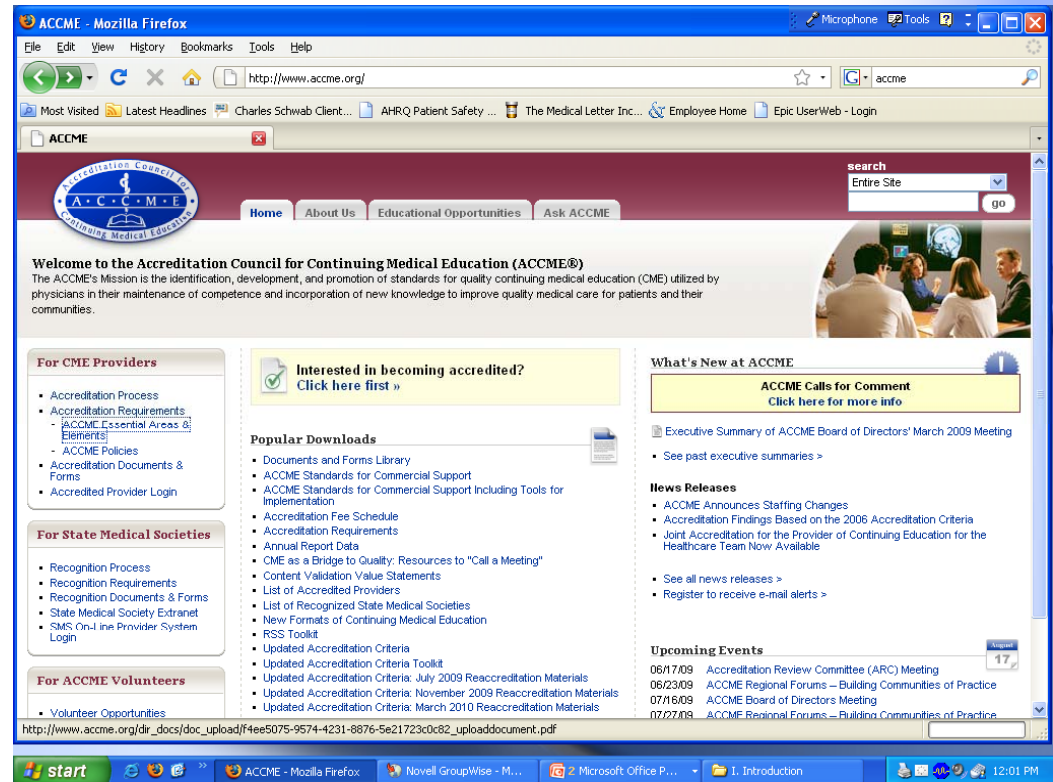 ACCME - Mozilla Firefox
Microphone Tools
File Edit View History Bookmarks Tools Help
http://www.accme.org/
G accme
Most Visited Latest Headlines Charles Schwab Client... AHRQ Patient Safety ... The Medical Letter Inc... Employee Home Epic UserWeb - Login
ACCME
Accreditation Council for
A·C·C·M·E
Continuing Medical Education
Home About Us Educational Opportunities Ask ACCME
search
Entire Site
go
Welcome to the Accreditation Council for Continuing Medical Education (ACCME®)
The ACCME's Mission is the identification, development, and promotion of standards for quality continuing medical education (CME) utilized by
physicians in their maintenance of competence and incorporation of new knowledge to improve quality medical care for patients and their
communities.
For CME Providers
Accreditation Process
Accreditation Requirements
- ACCME Essential Areas &
Elements
- ACCME Policies
Accreditation Documents &
Forms
Accredited Provider Login
For State Medical Societies
Recognition Process
Recognition Requirements
Recognition Documents & Forms
State Medical Society Extranet
SMS On-Line Provider System
Login
For ACCME Volunteers
Volunteer Opportunities
Interested in becoming accredited?
Click here first »
Popular Downloads
Documents and Forms Library
ACCME Standards for Commercial Support
ACCME Standards for Commercial Support Including Tools for
Implementation
Accreditation Fee Schedule
Accreditation Requirements
Annual Report Data
CME as a Bridge to Quality: Resources to "Call a Meeting"
Content Validation Value Statements
List of Accredited Providers
List of Recognized State Medical Societies
New Formats of Continuing Medical Education
RSS Toolkit
Updated Accreditation Criteria
Updated Accreditation Criteria Toolkit
Updated Accreditation Criteria: July 2009 Reaccreditation Materials
Updated Accreditation Criteria: November 2009 Reaccreditation Materials
Updated Accreditation Criteria: March 2010 Reaccreditation Materials
What's New at ACCME
ACCME Calls for Comment
Click here for more info
Executive Summary of ACCME Board of Directors' March 2009 Meeting
See past executive summaries >
News Releases
ACCME Announces Staffing Changes
Accreditation Findings Based on the 2006 Accreditation Criteria
Joint Accreditation for the Provider of Continuing Education for the
Healthcare Team Now Available
See all news releases >
Register to receive e-mail alerts >
Upcoming Events
August
17
06/17/09 Accreditation Review Committee (ARC) Meeting
06/23/09 ACCME Regional Forums – Building Communities of Practice
07/16/09 ACCME Board of Directors Meeting
07/27/09 ACCME Regional Forums – Building Communities of Practice
http://www.accme.org/dir_docs/doc_upload/f4ee5075-9574-4231-8876-5e21723c0c82_uploaddocument.pdf
start ACCME - Mozilla Firefox Novell GroupWise - M... 2 Microsoft Office P... I. Introduction 12:01 PM